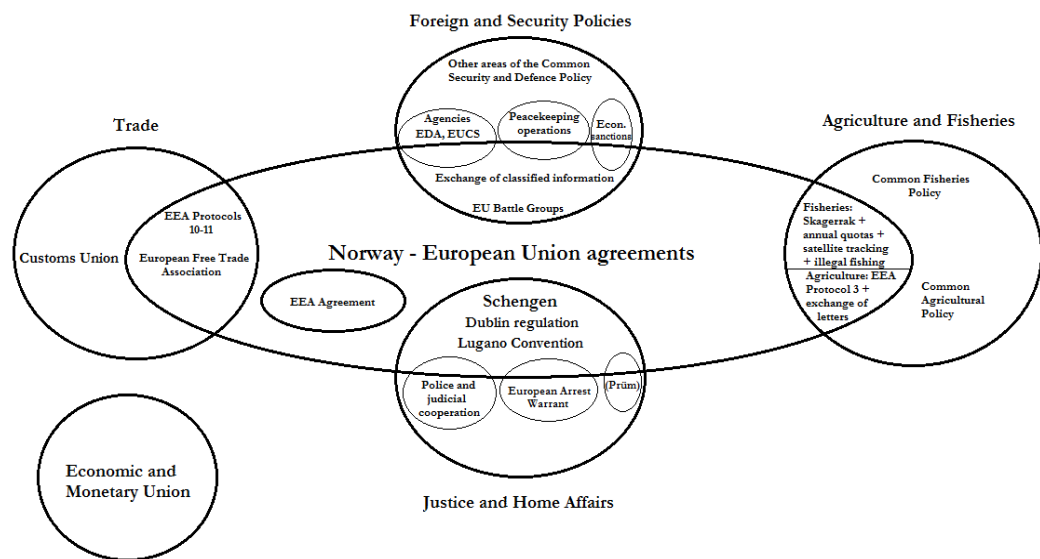 Foreign and Security Policies
Other areas of the Common
Security and Defence Policy
Agencies
EDA, EUCS
Peacekeeping
operations
Econ.
sanctions
Exchange of classified information
EU Battle Groups
Trade
EEA Protocols
10-11
Customs Union
European Free Trade
Association
Agriculture and Fisheries
Common Fisheries
Policy
Fisheries:
Skagerrak +
annual quotas +
satellite tracking
+ illegal fishing
Agriculture: EEA
Protocol 3 +
exchange of
letters
Common
Agricultural
Policy
Norway - European Union agreements
EEA Agreement
Schengen
Dublin regulation
Lugano Convention
Police and
judicial
cooperation
European Arrest
Warrant
(Prüm)
Justice and Home Affairs
Economic and
Monetary Union